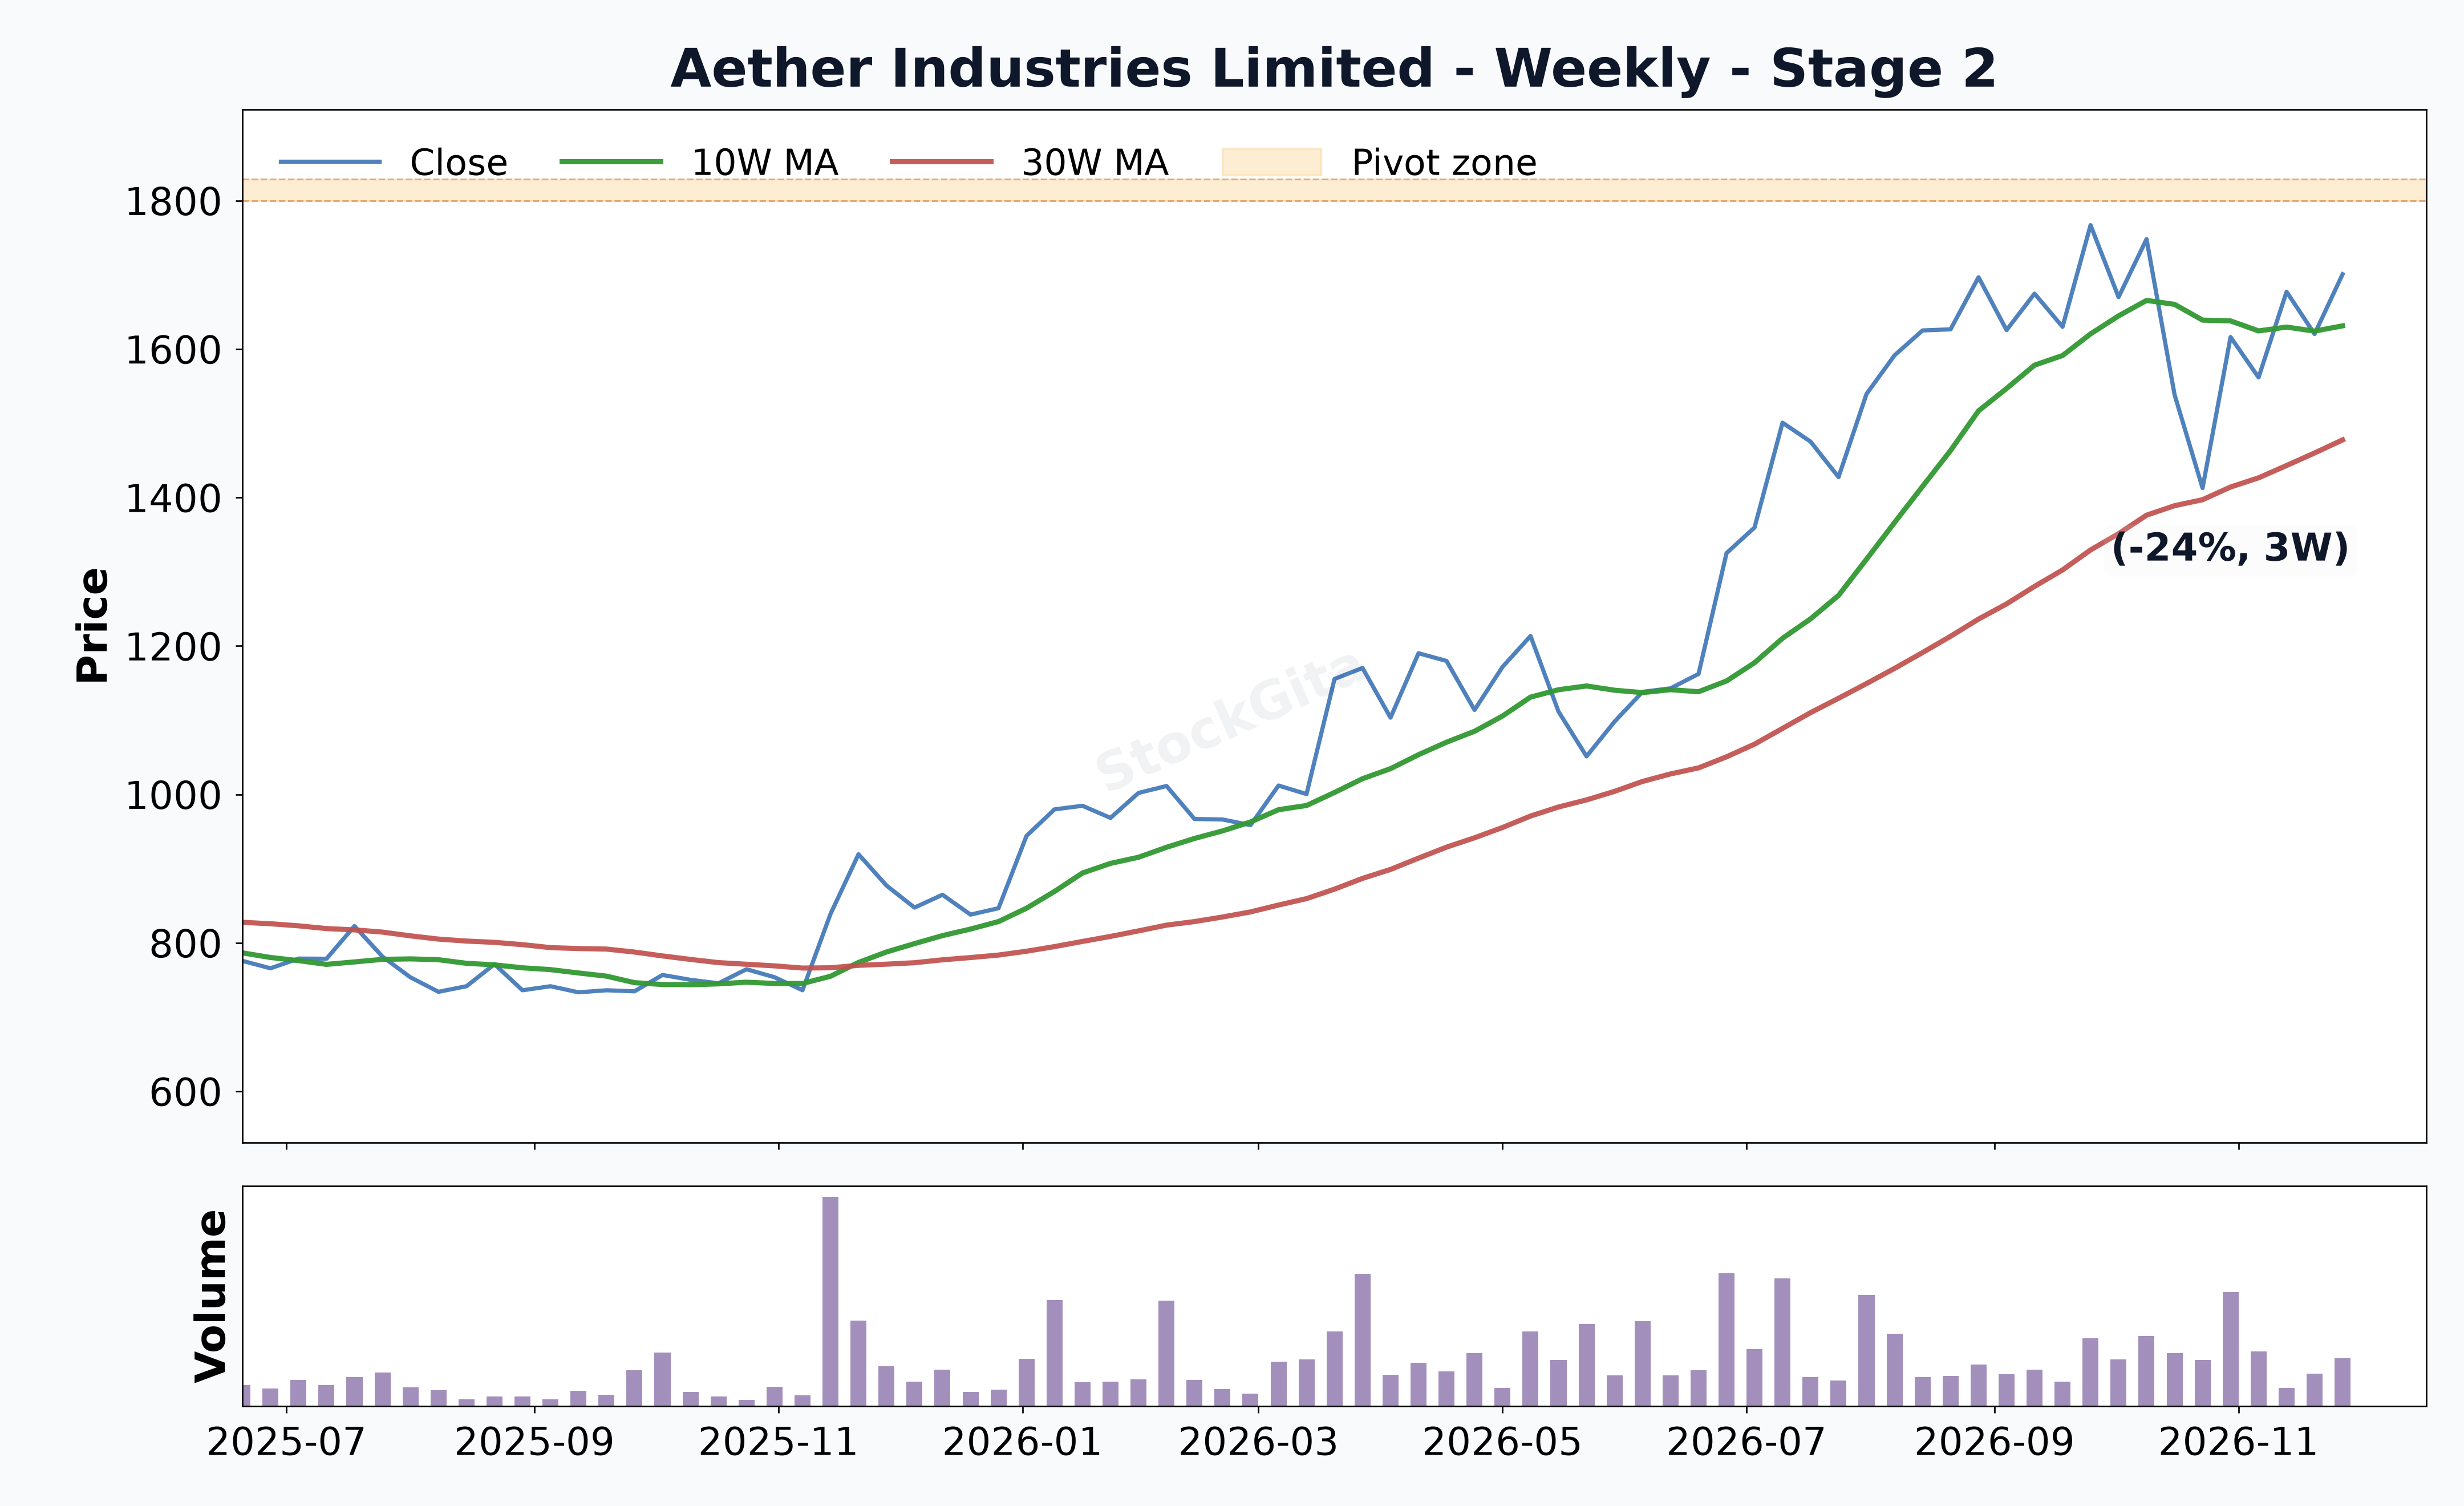 Aether Industries Limited - Weekly - Stage 2
Close 10W MA 30W MA Pivot zone
1800
1600
1400
1200
1000
800
600
Price
(-24%, 3W)
StockGita
Volume
2025-07 2025-09 2025-11 2026-01 2026-03 2026-05 2026-07 2026-09 2026-11